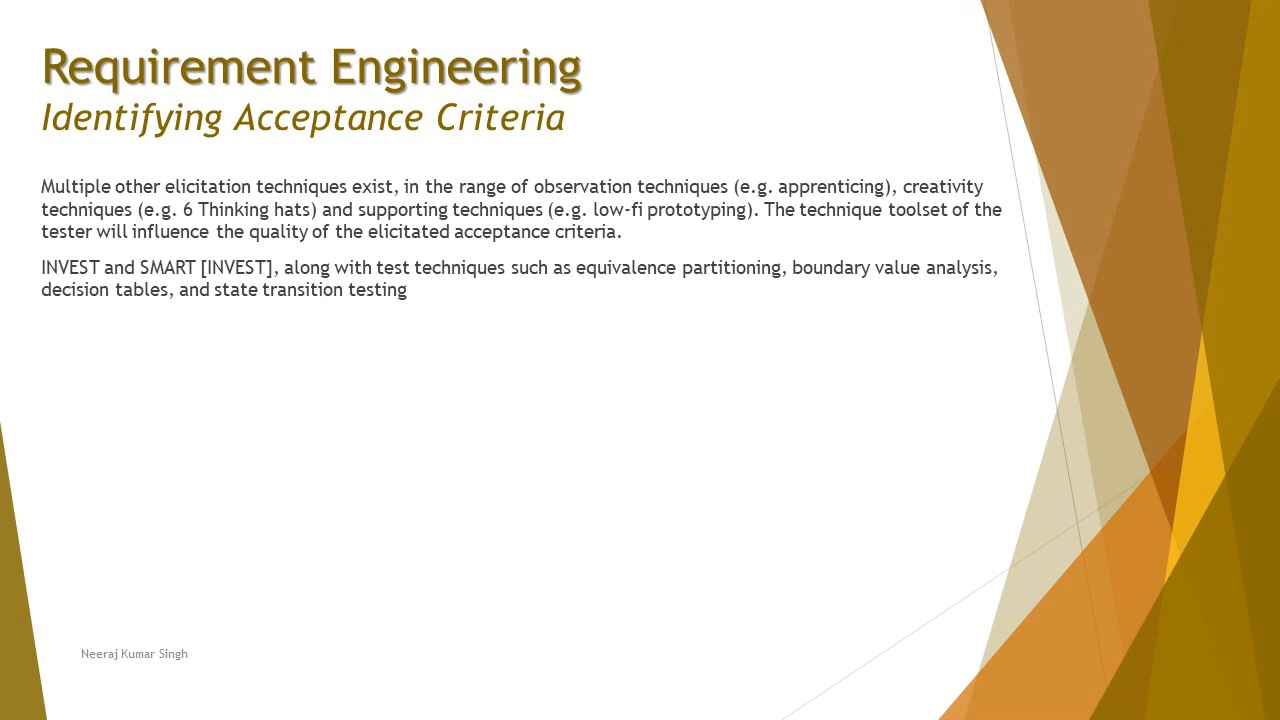 Requirement Engineering
Identifying Acceptance Criteria
Multiple other elicitation techniques exist, in the range of observation techniques (e.g. apprenticing), creativity
techniques (e.g. 6 Thinking hats) and supporting techniques (e.g. low-fi prototyping). The technique toolset of the
tester will influence the quality of the elicitated acceptance criteria.
INVEST and SMART [INVEST], along with test techniques such as equivalence partitioning, boundary value analysis,
decision tables, and state transition testing
Neeraj Kumar Singh